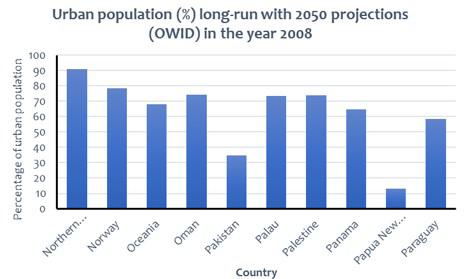 Urban population (%) long-run with 2050 projections
(OWID) in the year 2008
Percentage of urban population
100
90
80
70
60
50
40
30
20
10
0
Northern...
Norway
Oceania
Oman
Pakistan
Palau
Palestine
Panama
Papua New...
Paraguay
Country